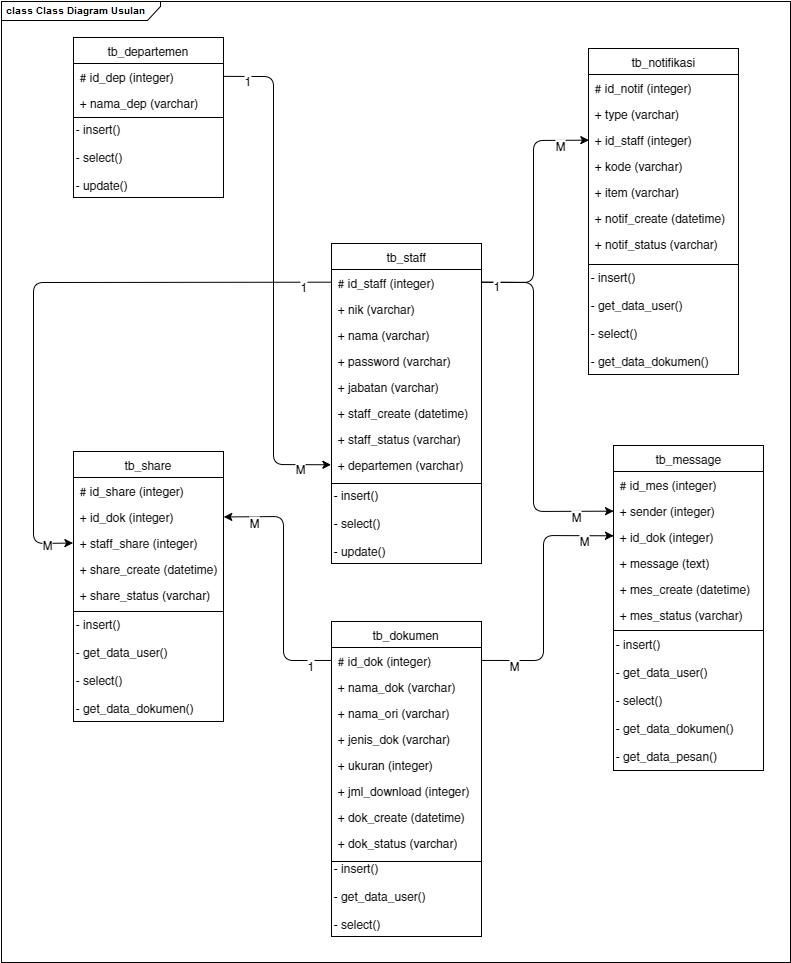 class Class Diagram Usulan
tb_departemen
# id_dep (integer)
+ nama_dep (varchar)
- insert()
- select()
- update()
1
M
tb_notifikasi
# id_notif (integer)
+ type (varchar)
+ id_staff (integer)
+ kode (varchar)
+ item (varchar)
+ notif_create (datetime)
+ notif_status (varchar)
- insert()
- get_data_user()
- select()
- get_data_dokumen()
M
tb_staff
# id_staff (integer)
+ nik (varchar)
+ nama (varchar)
+ password (varchar)
+ jabatan (varchar)
+ staff_create (datetime)
+ staff_status (varchar)
+ departemen (varchar)
- insert()
- select()
- update()
1
1
tb_share
# id_share (integer)
+ id_dok (integer)
+ staff_share (integer)
+ share_create (datetime)
+ share_status (varchar)
- insert()
- get_data_user()
- select()
- get_data_dokumen()
M
M
tb_message
# id_mes (integer)
+ sender (integer)
+ id_dok (integer)
+ message (text)
+ mes_create (datetime)
+ mes_status (varchar)
- insert()
- get_data_user()
- select()
- get_data_dokumen()
- get_data_pesan()
M
M
tb_dokumen
# id_dok (integer)
+ nama_dok (varchar)
+ nama_ori (varchar)
+ jenis_dok (varchar)
+ ukuran (integer)
+ jml_download (integer)
+ dok_create (datetime)
+ dok_status (varchar)
- insert()
- get_data_user()
- select()
1
M